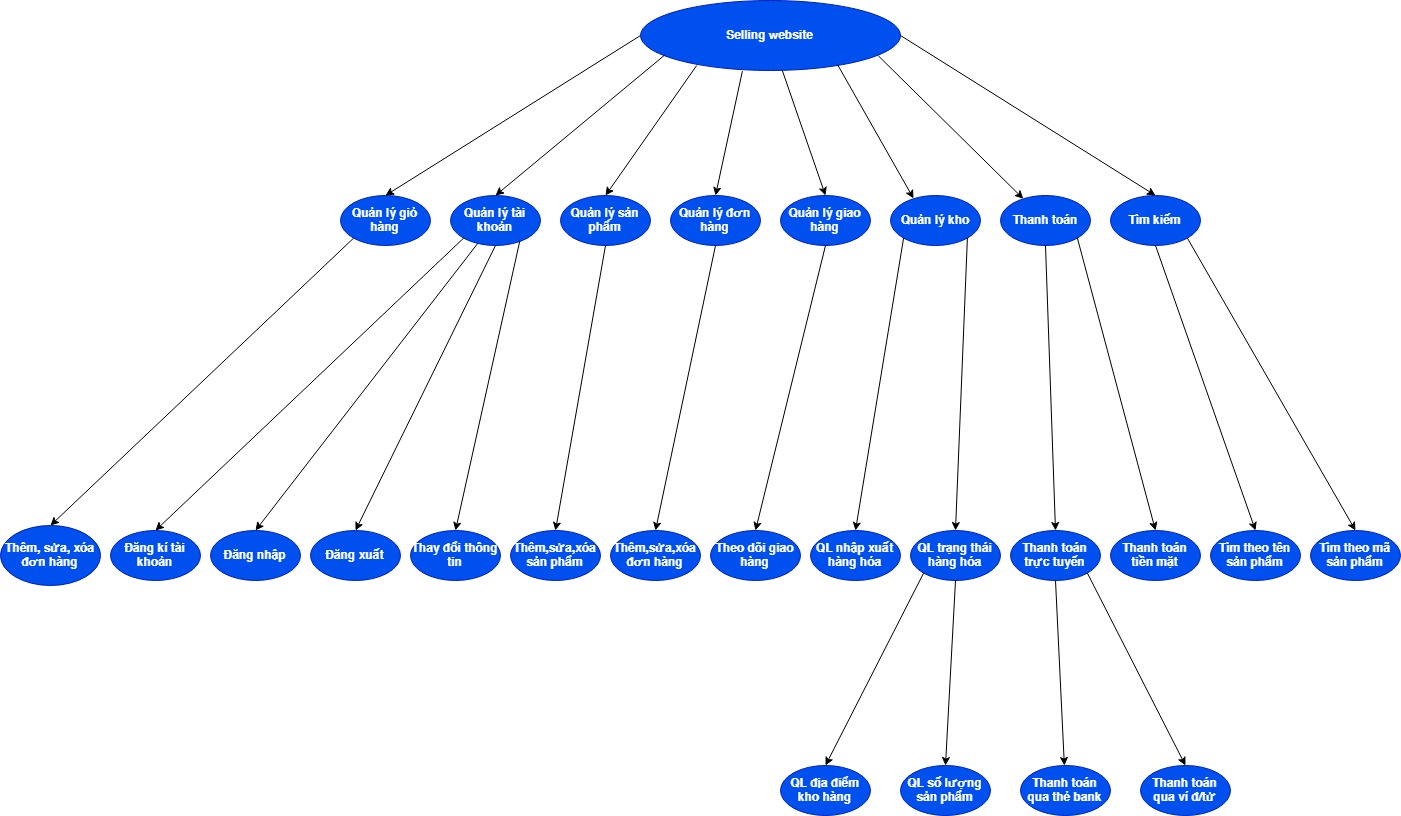 Selling website
Quản lý giỏ
hàng
Quản lý tài
khoản
Quản lý sản
phẩm
Quản lý đơn
hàng
Quản lý giao
hàng
Quản lý kho
Thanh toán
Tìm kiếm
Thêm, sửa, xóa
đơn hàng
Đăng kí tài
khoản
Đăng nhập
Đăng xuất
Thay đổi thông
tin
Thêm,sửa,xóa
sản phẩm
Thêm,sửa,xóa
đơn hàng
Theo dõi giao
hàng
QL nhập xuất
hàng hóa
QL trạng thái
hàng hóa
Thanh toán
trực tuyến
Thanh toán
tiền mặt
Tìm theo tên
sản phẩm
Tìm theo mã
sản phẩm
QL địa điểm
kho hàng
QL số lượng
sản phẩm
Thanh toán
qua thẻ bank
Thanh toán
qua ví đ/tử